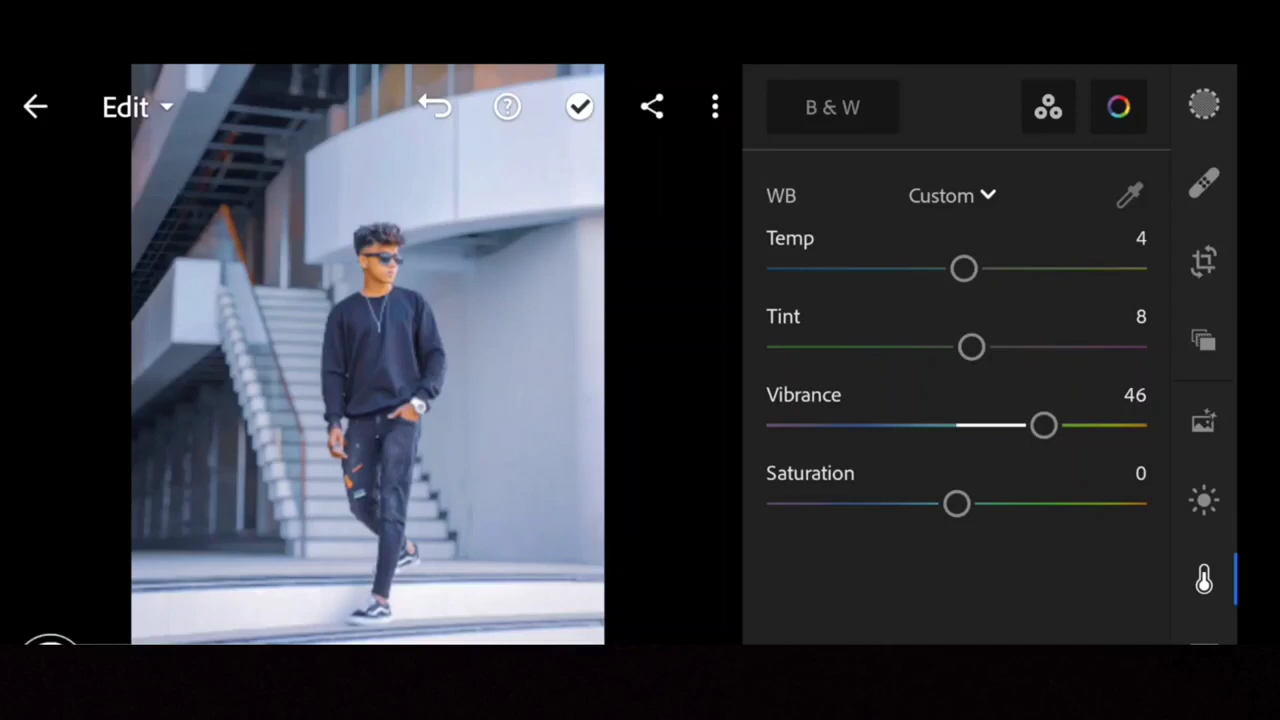 Edit
B & W
WB Custom
Temp 4
Tint 8
Vibrance 46
Saturation 0